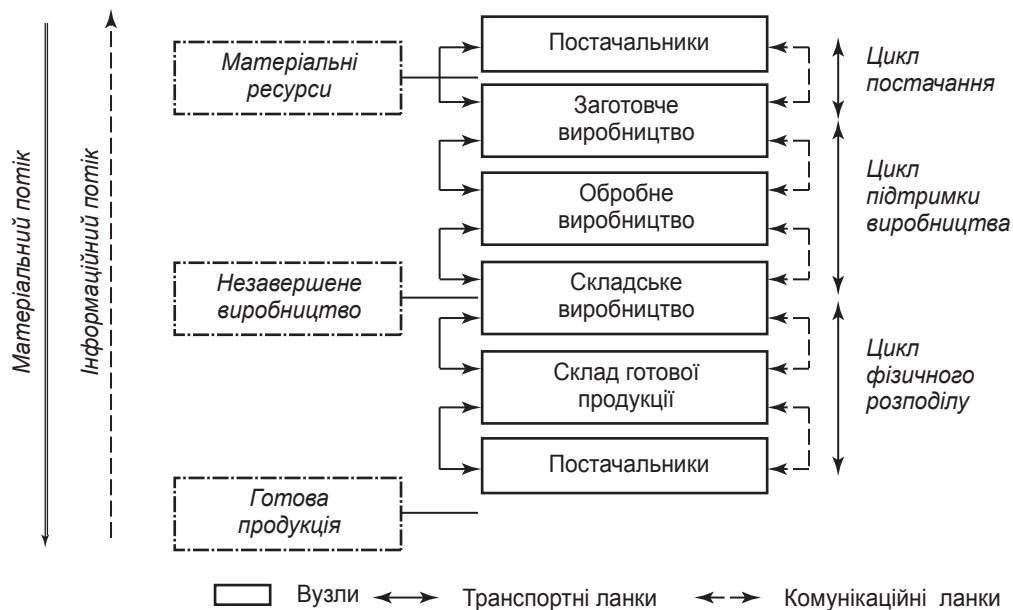 Матеріальний потік
Інформаційний потік
Матеріальні
ресурси
Незавершене
виробництво
Готова
продукція
Постачальники
Заготовче
виробництво
Обробне
виробництво
Складське
виробництво
Склад готової
продукції
Постачальники
Цикл
постачання
Цикл
підтримки
виробництва
Цикл
фізичного
розподілу
Вузли Транспортні ланки Комунікаційні ланки